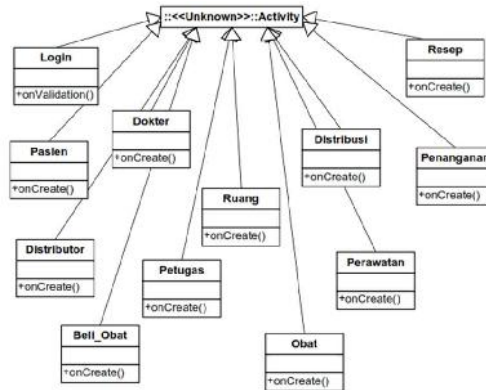 ::<<Unknown>>::Activity
Login
+onValidation()
Resep
+onCreate()
Dokter
+onCreate()
Distribusi
+onCreate()
Pasien
+onCreate()
Penanganan
+onCreate()
Ruang
+onCreate()
Distributor
+onCreate()
Petugas
+onCreate()
Perawatan
+onCreate()
Beli_Obat
+onCreate()
Obat
+onCreate()